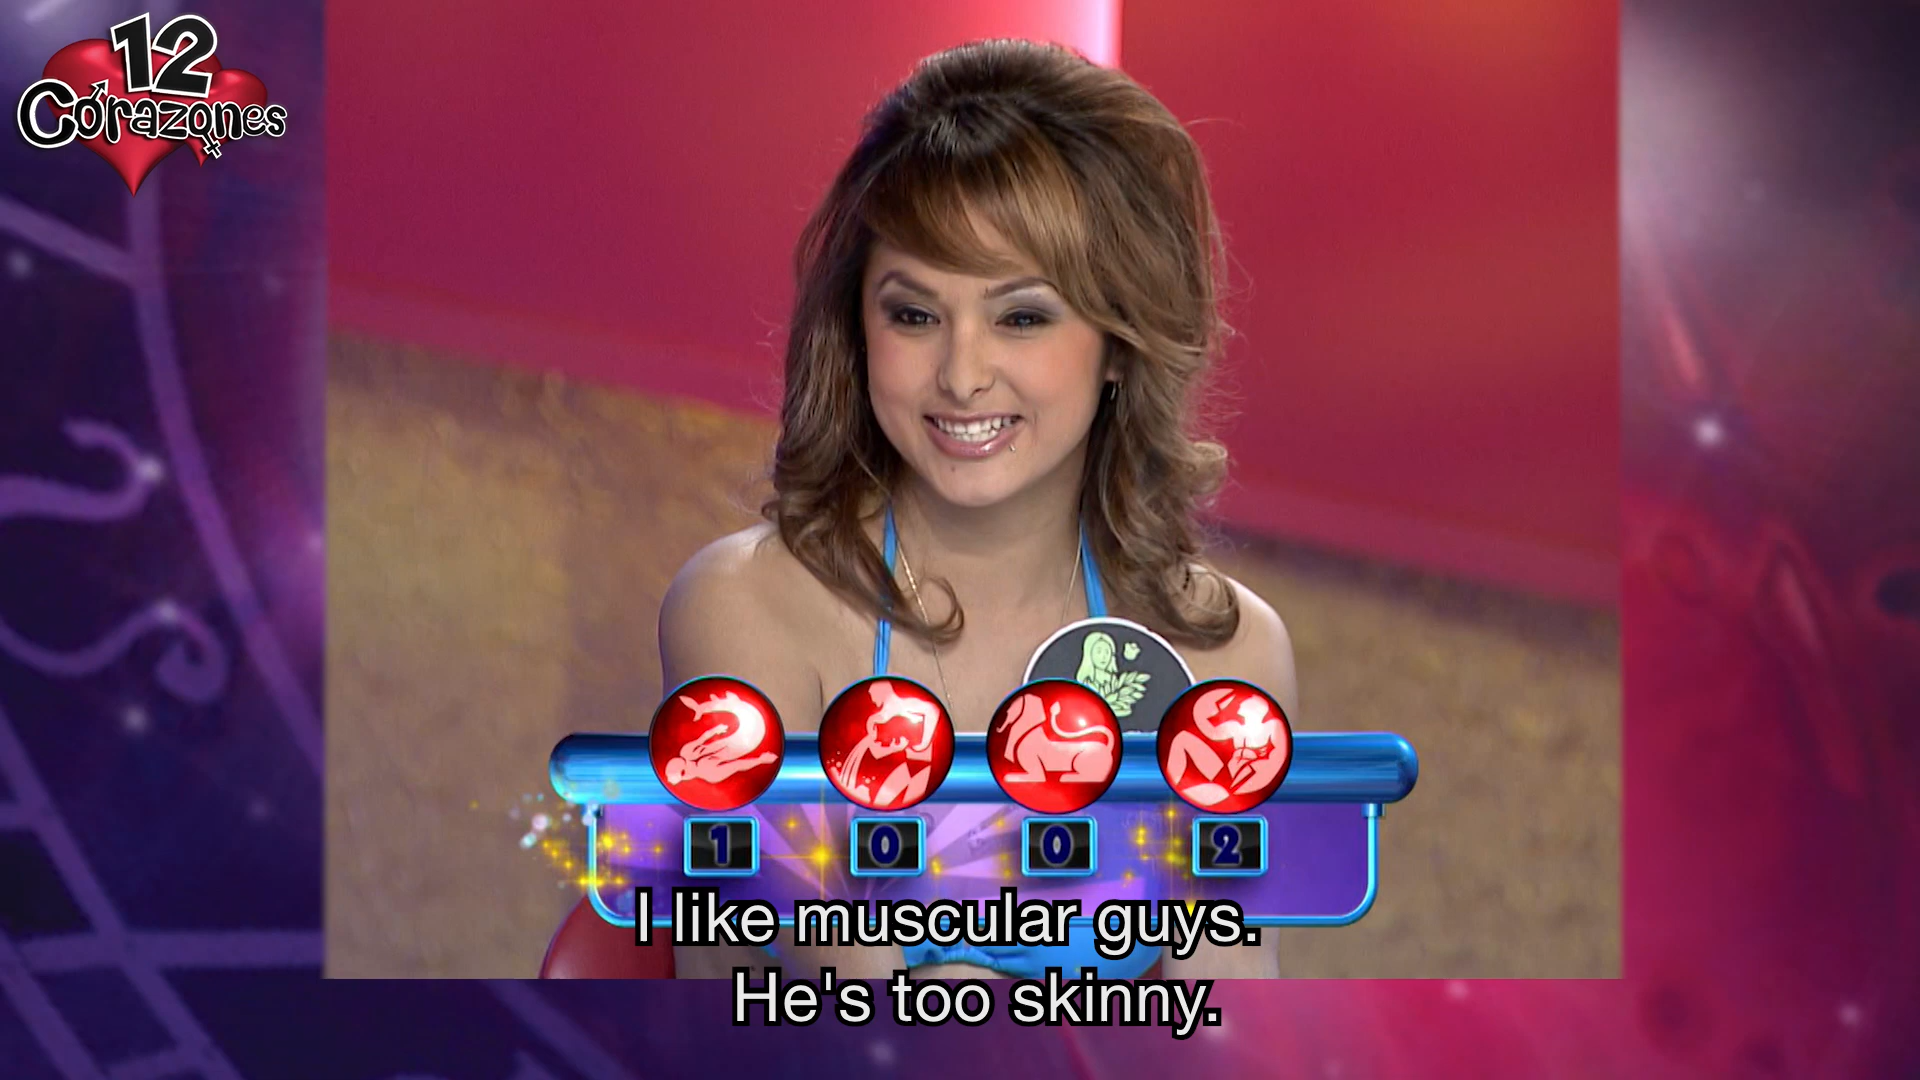 12
Corazones
1 0 0 2
I like muscular guys.
He's too skinny.